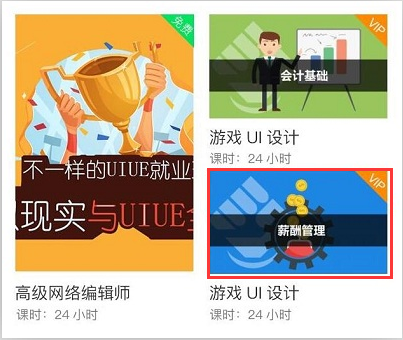 免费
不一样的UIUE就业
现实与UIUE
高级网络编辑师
课时：24 小时
VIP
会计基础
游戏 UI 设计
课时：24 小时
VIP
薪酬管理
游戏 UI 设计
课时：24 小时